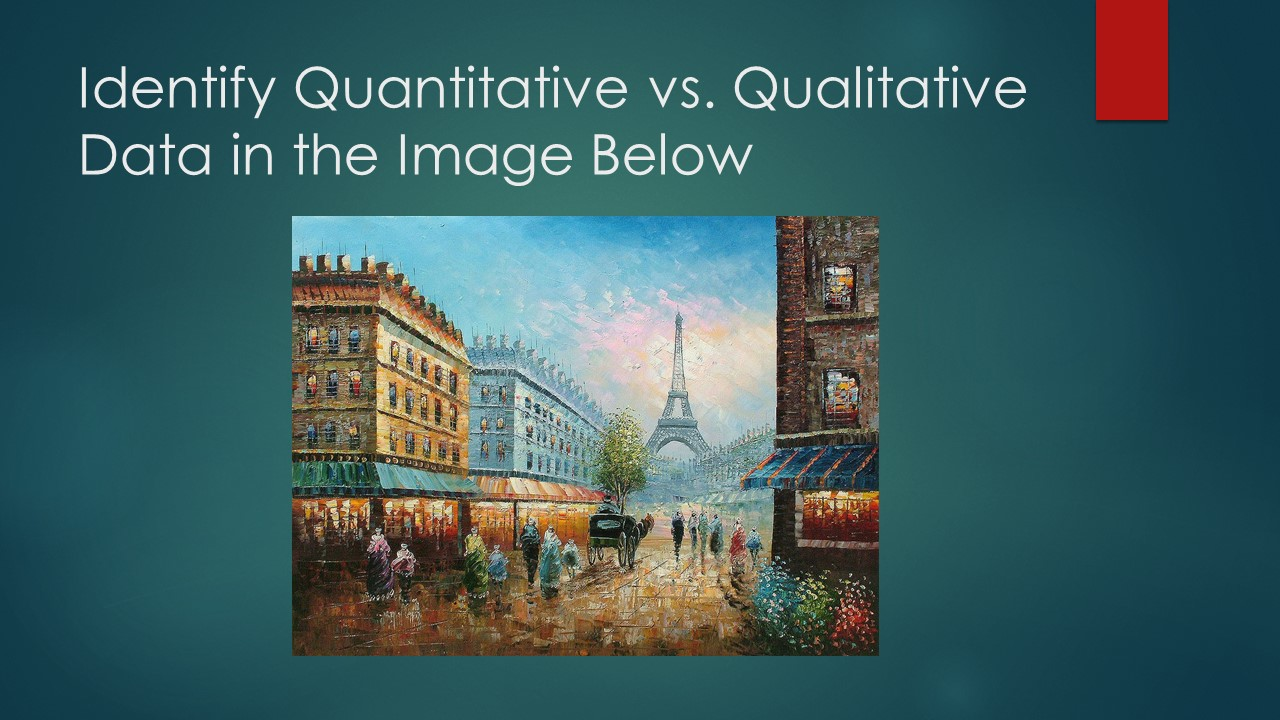 Identify Quantitative vs. Qualitative
Data in the Image Below